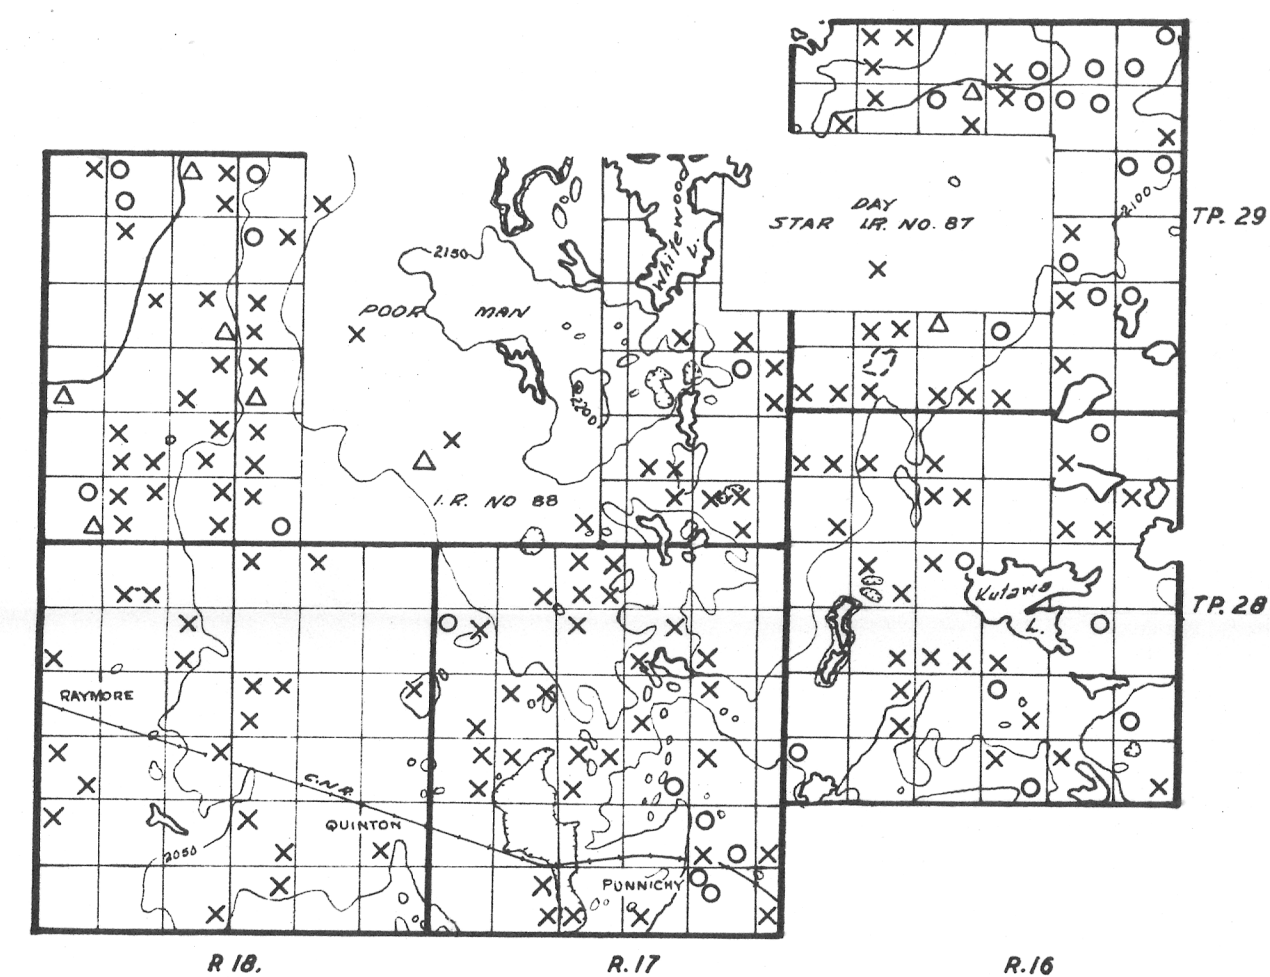 DAY
STAR I.R. NO. 87
2100
TP. 29
2150
Whitewood
L.
POOR MAN
2200
I.R. NO 88
Kutawa
L.
TP. 28
RAYMORE
C.N.R.
QUINTON
2050
PUNNICHY
R 18.
R. 17
R. 16